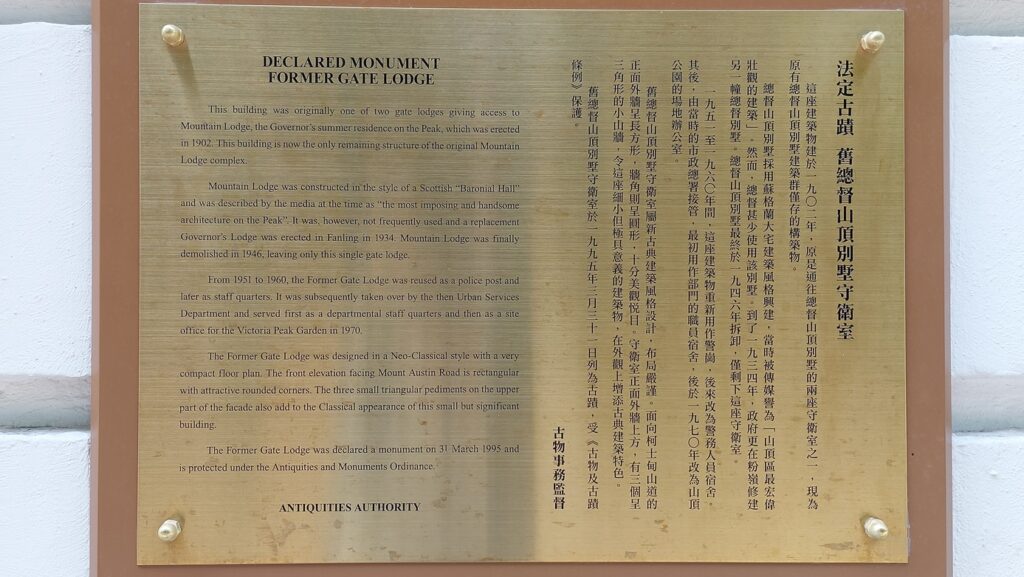 DECLARED MONUMENT
FORMER GATE LODGE
This building was originally one of two gate lodges giving access to
Mountain Lodge, the Governor's summer residence on the Peak, which was erected
in 1902. This building is now the only remaining structure of the original Mountain
Lodge complex.
Mountain Lodge was constructed in the style of a Scottish "Baronial Hall"
and was described by the media at the time as "the most imposing and handsome
architecture on the Peak". It was, however, not frequently used and a replacement
Governor's Lodge was erected in Fanling in 1934. Mountain Lodge was finally
demolished in 1946, leaving only this single gate lodge.
From 1951 to 1960, the Former Gate Lodge was reused as a police post and
later as staff quarters. It was subsequently taken over by the then Urban Services
Department and served first as a departmental staff quarters and then as a site
office for the Victoria Peak Garden in 1970.
The Former Gate Lodge was designed in a Neo-Classical style with a very
compact floor plan. The front elevation facing Mount Austin Road is rectangular
with attractive rounded corners. The three small triangular pediments on the upper
part of the facade also add to the Classical appearance of this small but significant
building.
The Former Gate Lodge was declared a monument on 31 March 1995 and
is protected under the Antiquities and Monuments Ordinance.
ANTIQUITIES AUTHORITY
法定古蹟 舊總督山頂別墅守衛室
這座建築物建於一九〇二年，原是通往總督山頂別墅的兩座守衛室之一，現為
原有總督山頂別墅建築群僅存的構築物。
總督山頂別墅採用蘇格蘭大宅建築風格興建，當時被傳媒譽為「山頂區最宏偉
壯觀的建築」。然而，總督甚少使用該別墅。到了一九三四年，政府更在粉嶺修建
另一幢總督別墅。總督山頂別墅最終於一九四六年拆卸，僅剩下這座守衛室。
一九五一至一九六〇年間，這座建築物重新用作警崗，後來改為警務人員宿舍。
其後，由當時的市政總署接管，最初用作部門的職員宿舍，後於一九七〇年改為山頂
公園的場地辦公室。
舊總督山頂別墅守衛室屬新古典建築風格設計，布局嚴謹。面向柯士甸山道的
正面外牆呈長方形，牆角則呈圓形，十分美觀悅目。守衛室正面外牆上方，有三個呈
三角形的小山牆，令這座細小但極具意義的建築物，在外觀上增添古典建築特色。
舊總督山頂別墅守衛室於一九九五年三月三十一日列為古蹟，受《古物及古蹟
條例》保護。
古物事務監督